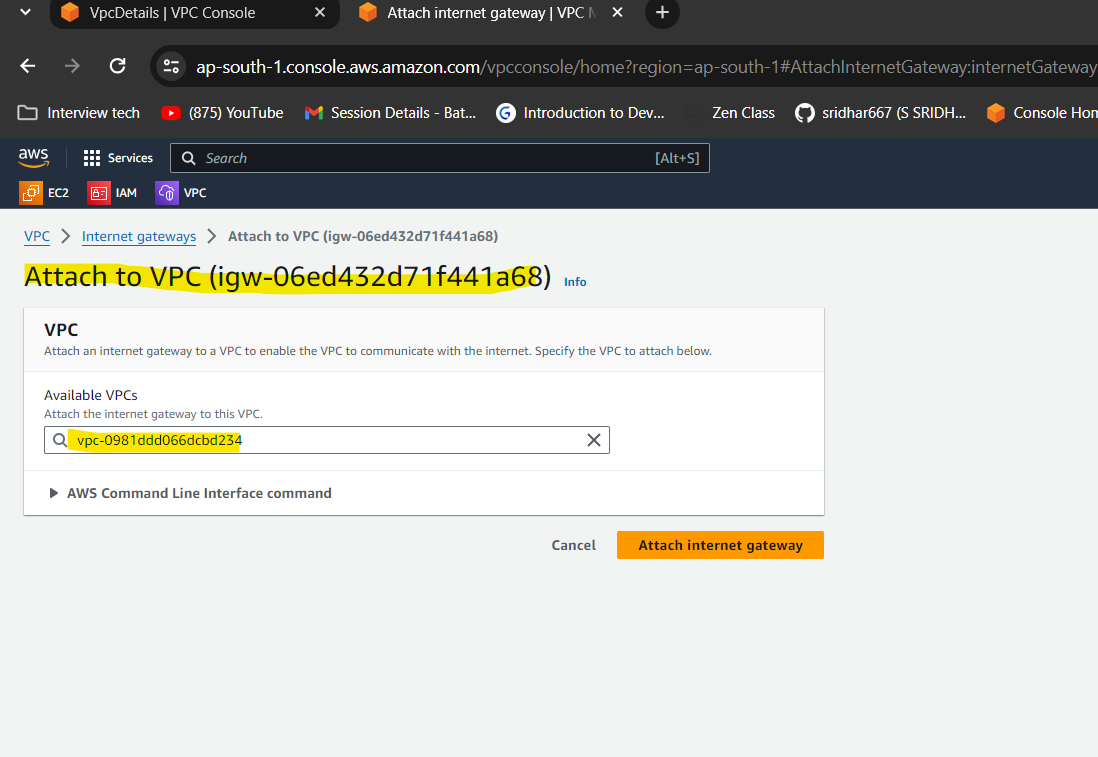 VpcDetails | VPC Console
Attach internet gateway | VPC
ap-south-1.console.aws.amazon.com/vpcconsole/home?region=ap-south-1#AttachInternetGateway:internetGateway
Interview tech (875) YouTube Session Details - Bat... Introduction to Dev... Zen Class sridhar667 (S SRIDH... Console Hom
aws Services Search [Alt+S]
EC2 IAM VPC
VPC Internet gateways Attach to VPC (igw-06ed432d71f441a68)
Attach to VPC (igw-06ed432d71f441a68) Info
VPC
Attach an internet gateway to a VPC to enable the VPC to communicate with the internet. Specify the VPC to attach below.
Available VPCs
Attach the internet gateway to this VPC.
vpc-0981ddd066dcbd234
AWS Command Line Interface command
Cancel Attach internet gateway